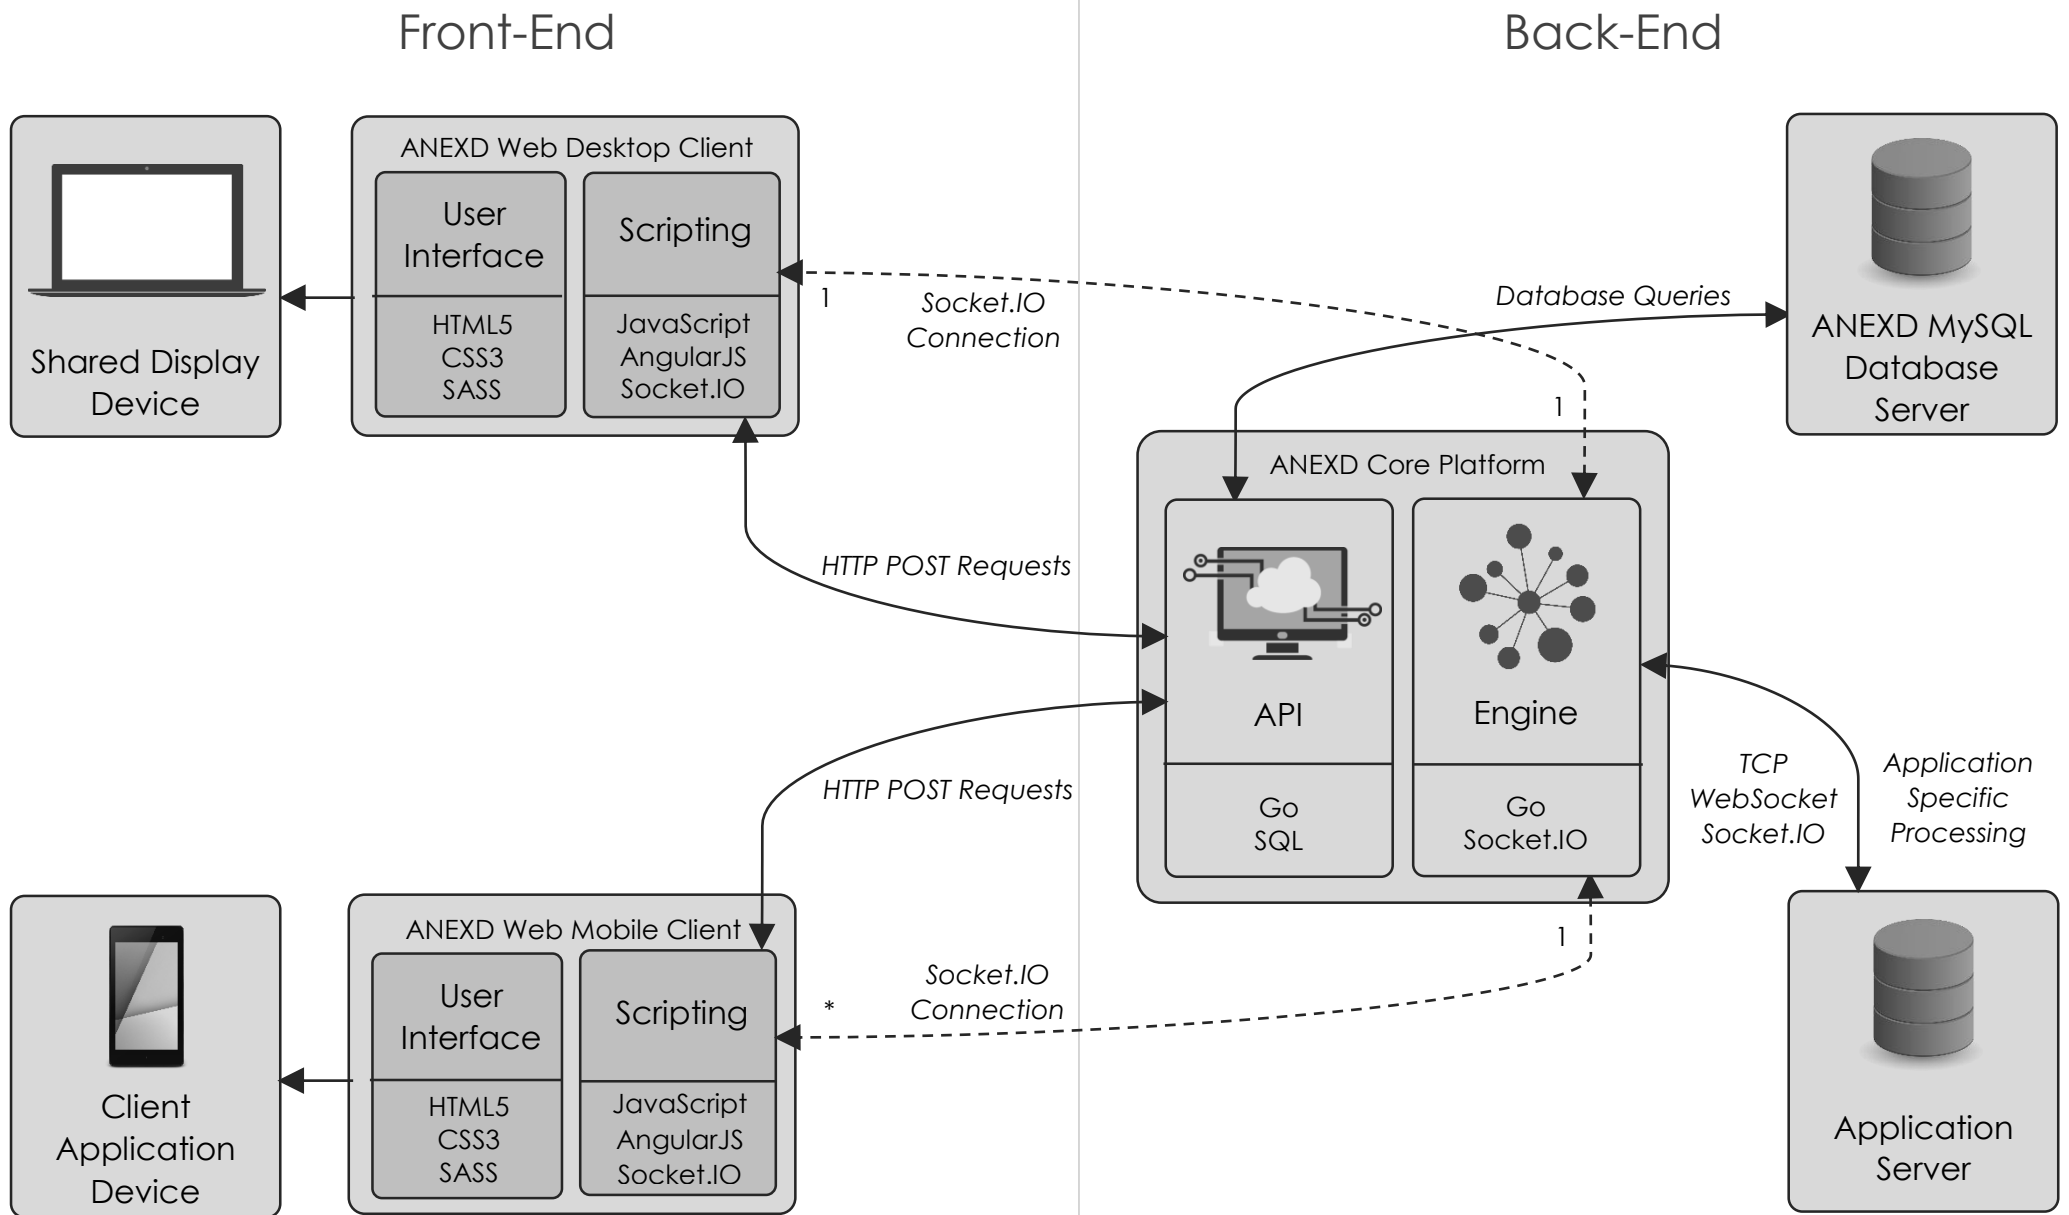 Front-End
Back-End
ANEXD Web Desktop Client
User
Interface
HTML5
CSS3
SASS
Scripting
JavaScript
AngularJS
Socket.IO
Shared Display
Device
1
Socket.IO
Connection
Database Queries
1
ANEXD MySQL
Database
Server
HTTP POST Requests
ANEXD Core Platform
API
Go
SQL
Engine
Go
Socket.IO
HTTP POST Requests
TCP
WebSocket
Socket.IO
Application
Specific
Processing
1
Client
Application
Device
ANEXD Web Mobile Client
User
Interface
HTML5
CSS3
SASS
Scripting
JavaScript
AngularJS
Socket.IO
*
Socket.IO
Connection
Application
Server